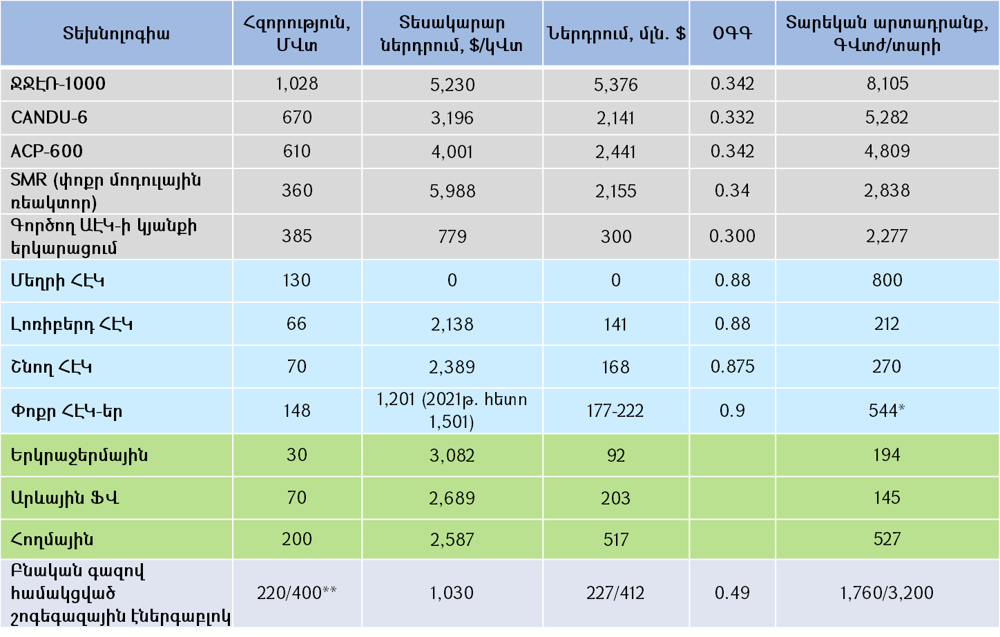 Տեխնոլոգիա
Հզորություն,
ՄՎտ
Տեսակարար
ներդրում, $/կՎտ
Ներդրում, մլն. $
ՕԳԳ
Տարեկան արտադրանք,
ԳՎտժ/տարի
ՋՋԷՌ-1000 1,028 5,230 5,376 0.342 8,105
CANDU-6 670 3,196 2,141 0.332 5,282
ACP-600 610 4,001 2,441 0.342 4,809
SMR (փոքր մոդուլային
ռեակտոր) 360 5,988 2,155 0.34 2,838
Գործող ԱԷԿ-ի կյանքի
երկարացում 385 779 300 0.300 2,277
Մեղրի ՀԷԿ 130 0 0 0.88 800
Լոռիբերդ ՀԷԿ 66 2,138 141 0.88 212
Շնող ՀԷԿ 70 2,389 168 0.875 270
Փոքր ՀԷԿ-եր 148 1,201 (2021թ. հետո
1,501) 177-222 0.9 544*
Երկրաջերմային 30 3,082 92 194
Արևային ՖՎ 70 2,689 203 145
Հողմային 200 2,587 517 527
Բնական գազով
համակցված
շոգեգազային էներգաբլոկ 220/400** 1,030 227/412 0.49 1,760/3,200